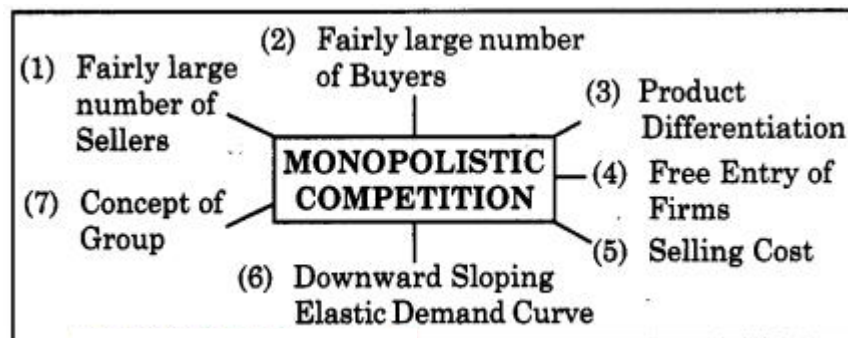 (1) Fairly large
number of
Sellers
(2) Fairly large number
of Buyers
(3) Product
Differentiation
MONOPOLISTIC
COMPETITION
(4) Free Entry of
Firms
(5) Selling Cost
(6) Downward Sloping
Elastic Demand Curve
(7) Concept of
Group